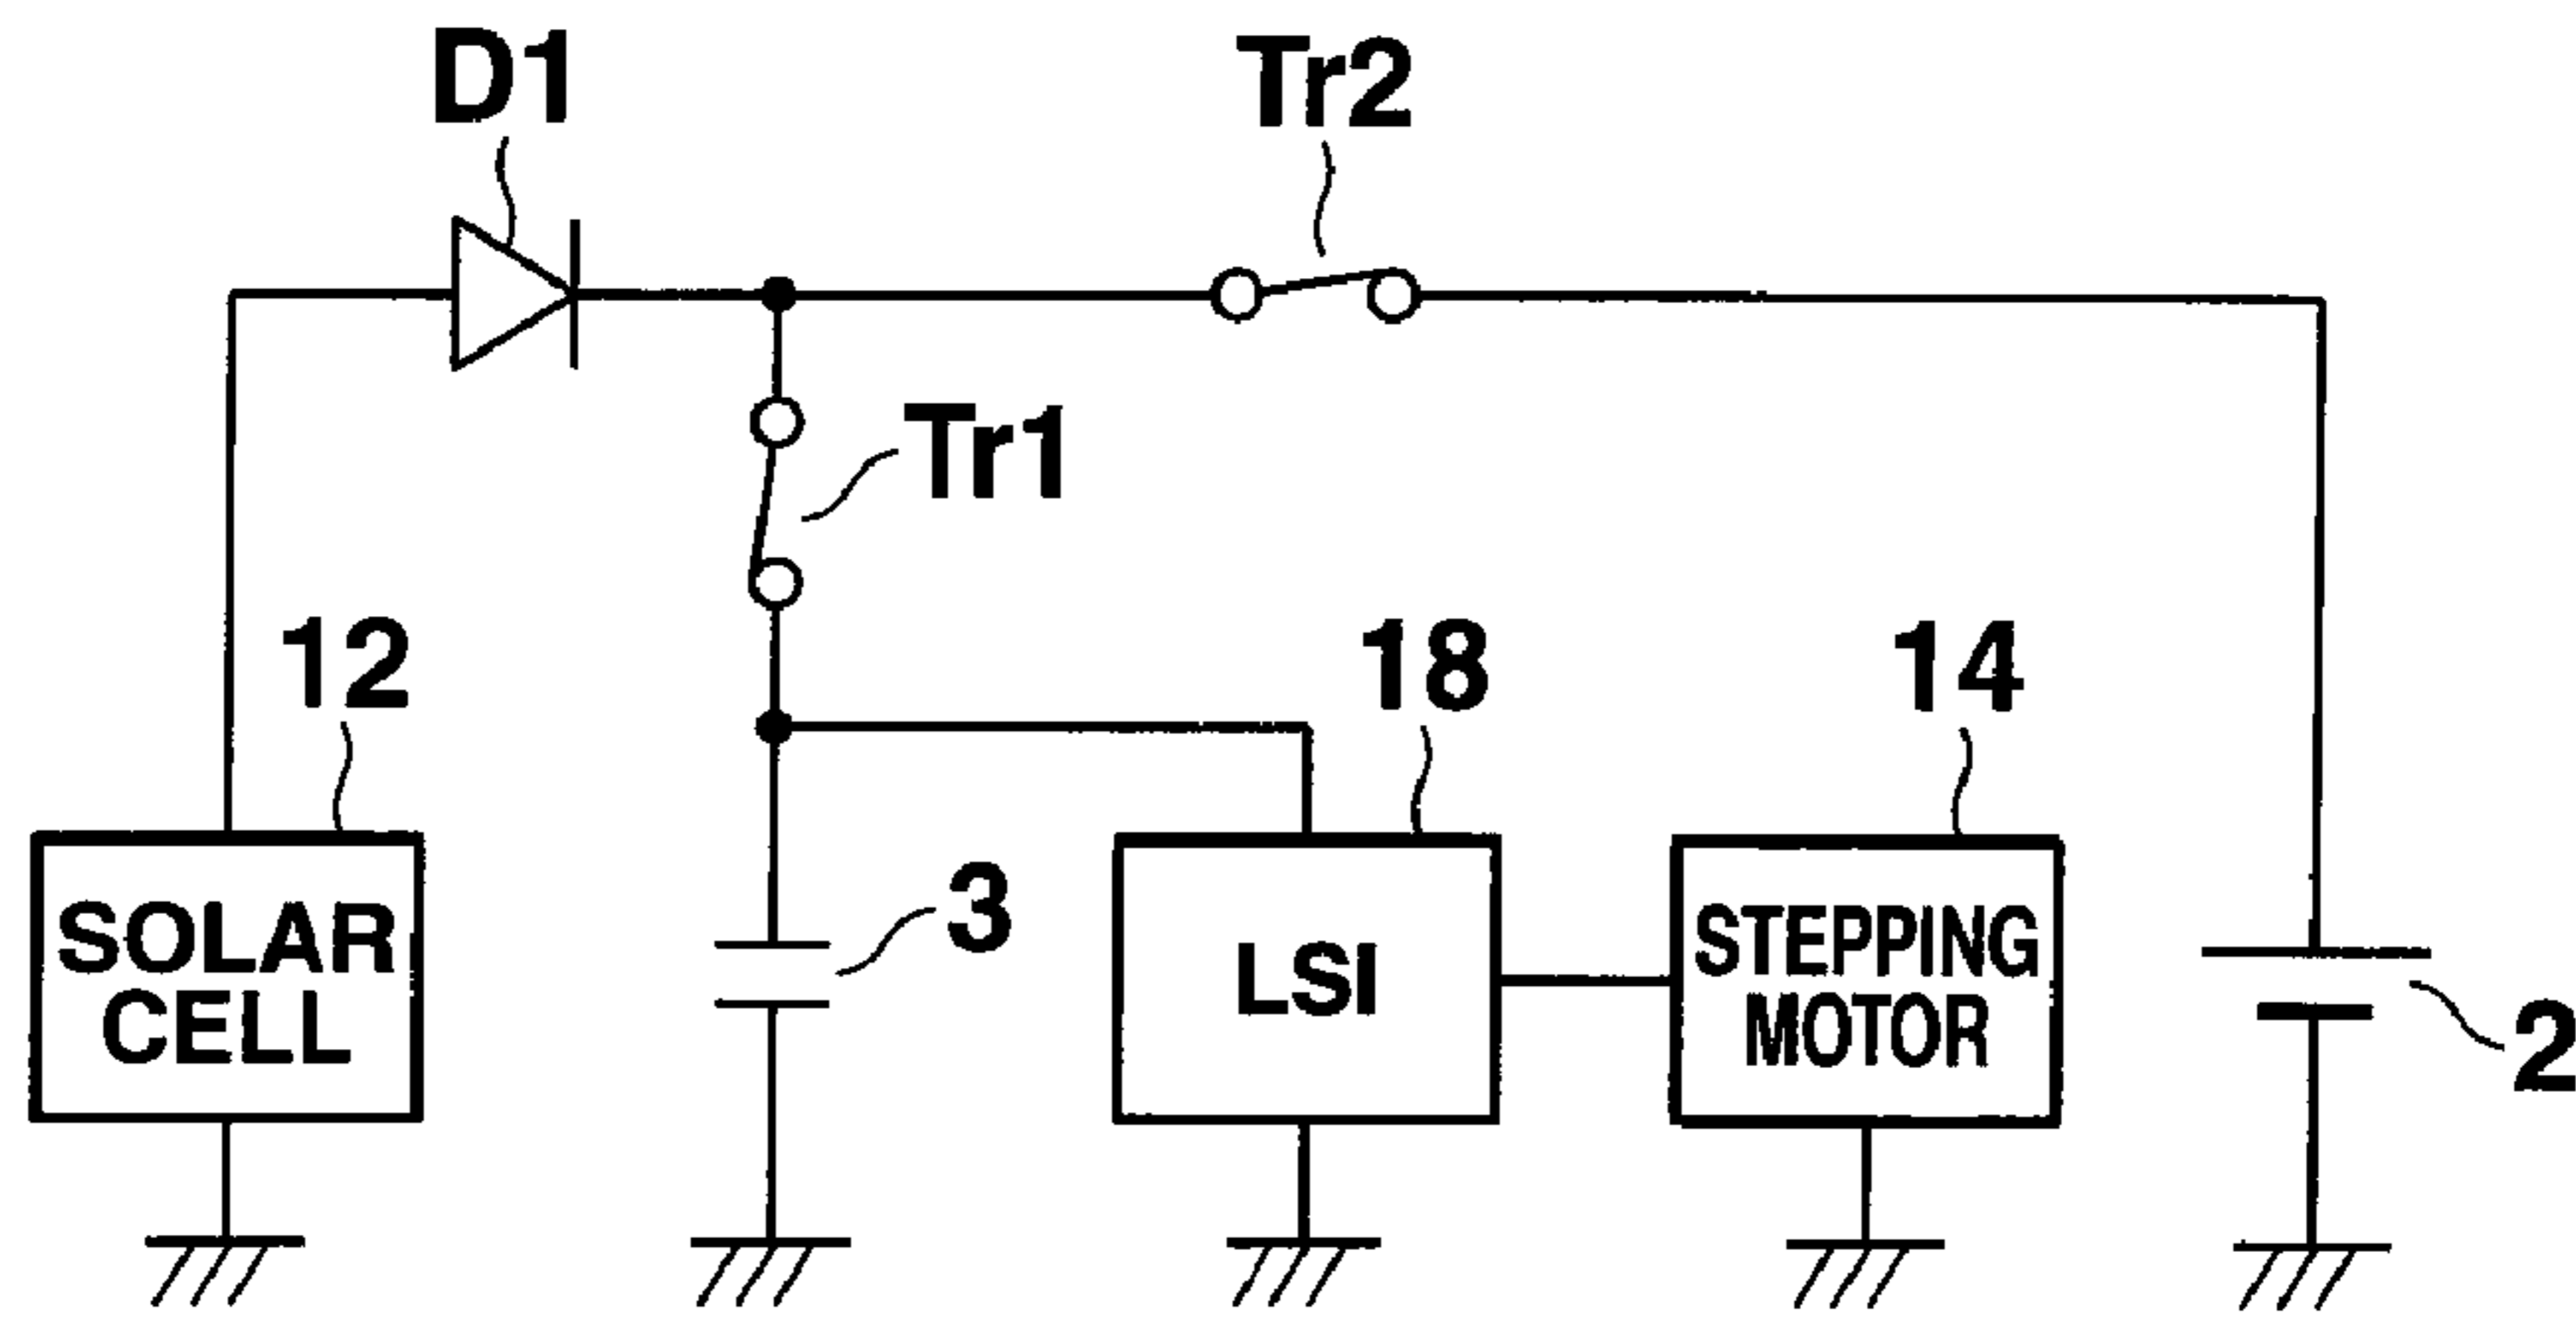 D1
Tr2
Tr1
12
18
14
SOLAR
CELL
3
LSI
STEPPING
MOTOR
2